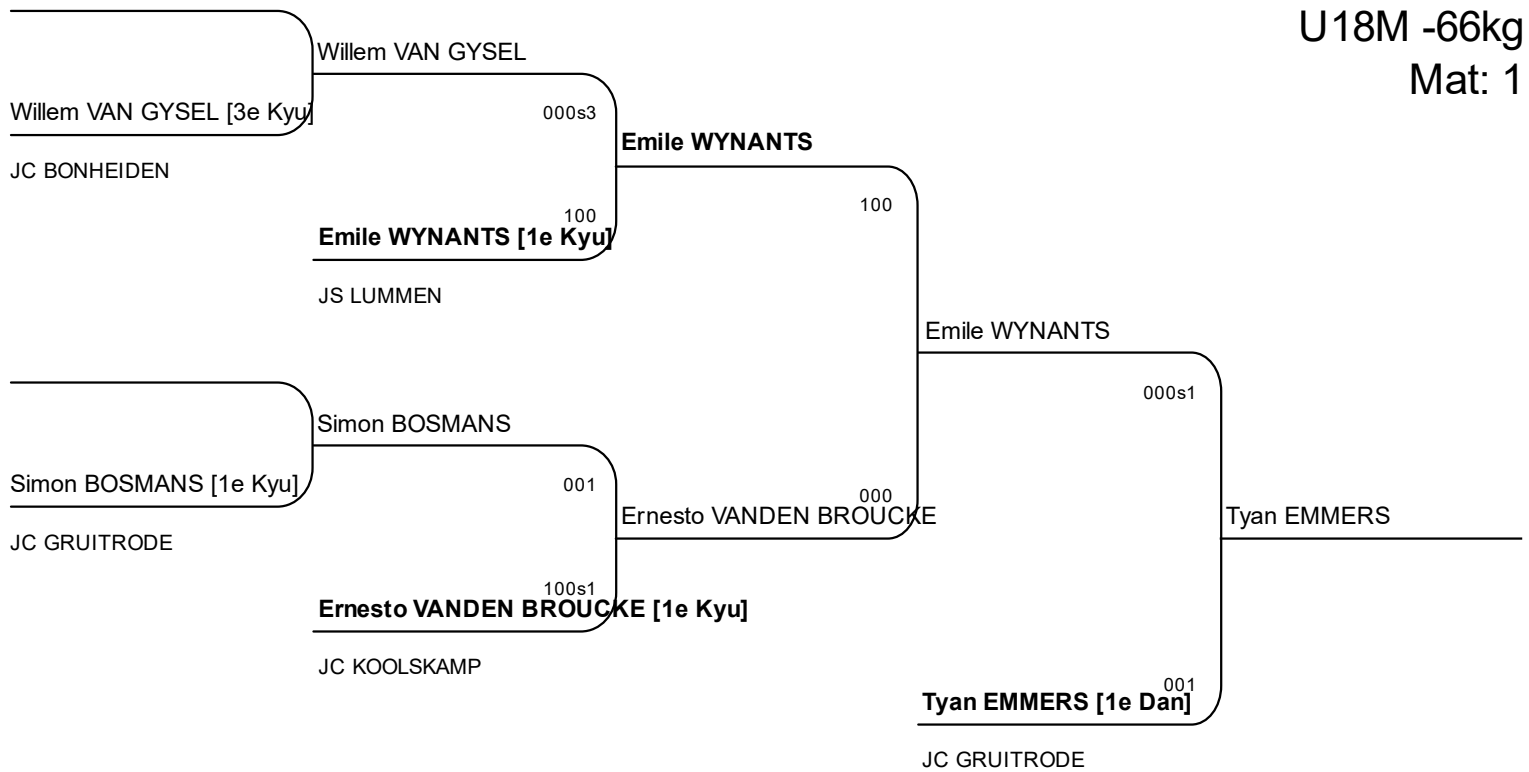 U18M -66kg
Mat: 1
Willem VAN GYSEL
Willem VAN GYSEL [3e Kyu]
000s3
Emile WYNANTS
JC BONHEIDEN
100
100
Emile WYNANTS [1e Kyu]
JS LUMMEN
Emile WYNANTS
000s1
Simon BOSMANS
Simon BOSMANS [1e Kyu]
001
000
Ernesto VANDEN BROUCKE
Tyan EMMERS
JC GRUITRODE
100s1
Ernesto VANDEN BROUCKE [1e Kyu]
JC KOOLSKAMP
001
Tyan EMMERS [1e Dan]
JC GRUITRODE